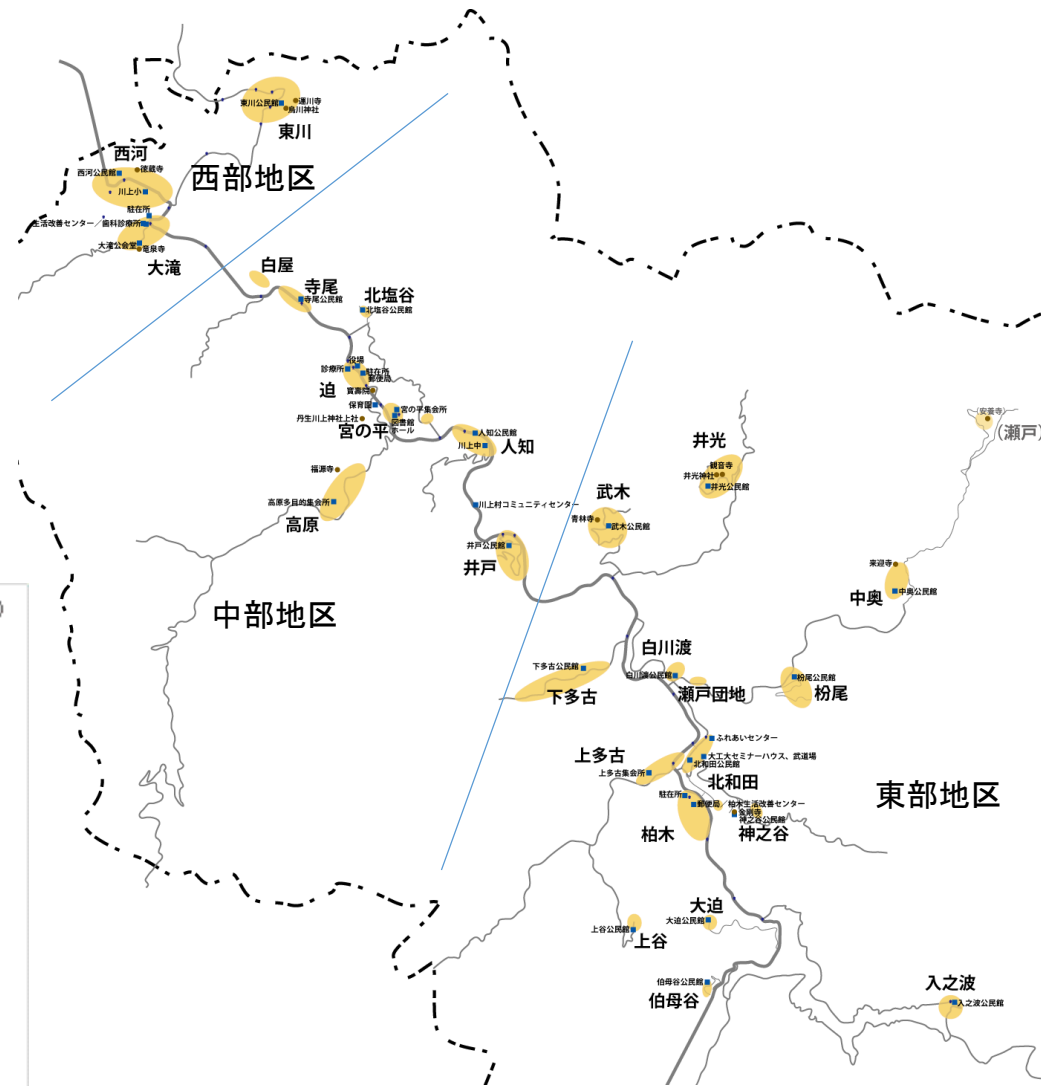 東川公民館
運川寺
烏川神社
東川
西河
徳蔵寺
西河公民館
川上小
西部地区
駐在所
生活改善センター／歯科診療所
大滝公会堂
竜泉寺
大滝
白屋
寺尾
寺尾公民館
北塩谷
北塩谷公民館
役場
診療所
駐在所
郵便局
迫
寶壽院
保育園
宮の平集会所
丹生川上神社上社
図書館
ホール
宮の平
人知公民館
川上中
人知
福源寺
高原多目的集会所
高原
川上村コミュニティセンター
井戸公民館
井戸
中部地区
井光
観音寺
井光神社
井光公民館
武木
青林寺
武木公民館
（安養寺）
（瀬戸）
来迎寺
中奥公民館
中奥
白川渡
白川渡公民館
瀬戸団地
下多古公民館
下多古
枌尾公民館
枌尾
ふれあいセンター
上多古
大工大セミナーハウス、武道場
北和田公民館
上多古集会所
北和田
東部地区
駐在所
郵便局／柏木生活改善センター
金剛寺
神之谷公民館
柏木
神之谷
大迫
大迫公民館
上谷公民館
上谷
伯母谷公民館
伯母谷
入之波
入之波公民館